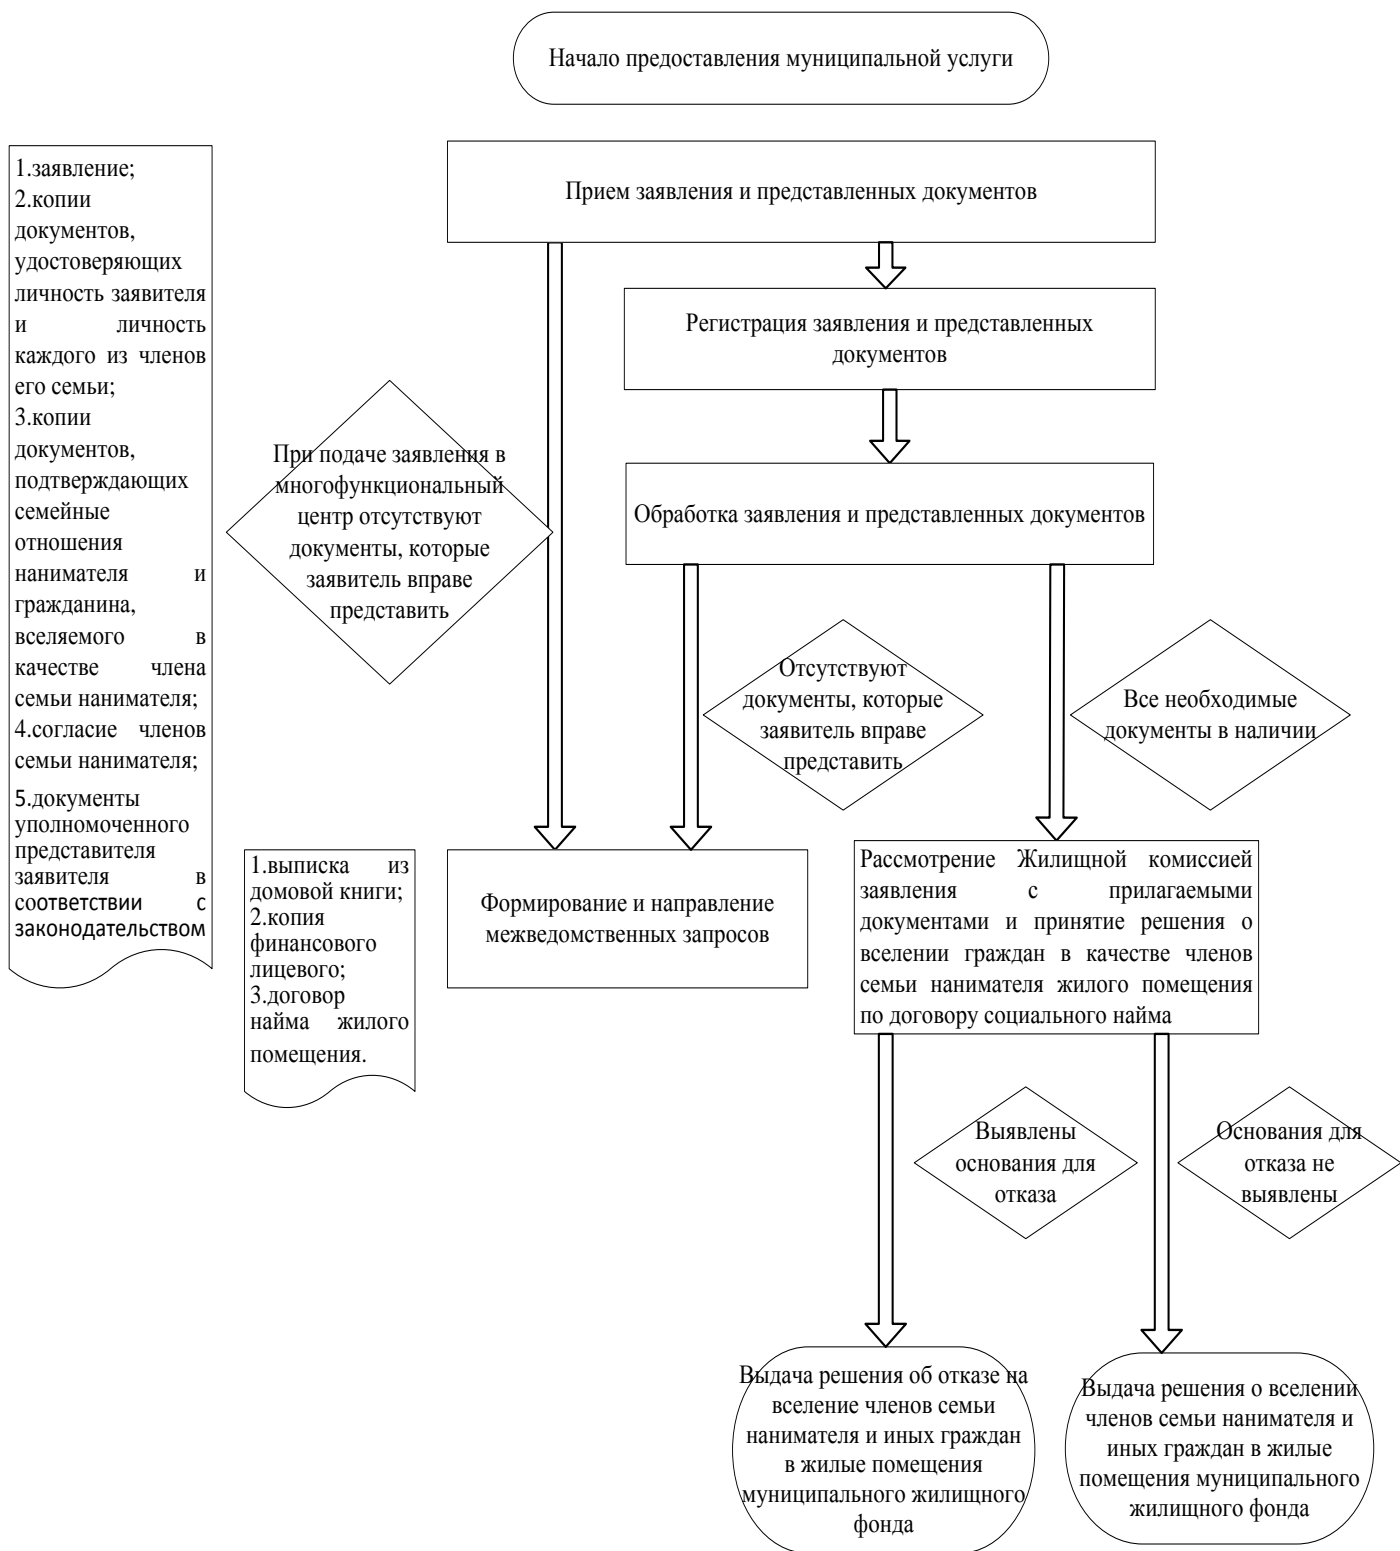 Начало предоставления муниципальной услуги
Прием заявления и представленных документов
1.заявление;
2.копии
документов,
удостоверяющих
личность заявителя
и личность
каждого из членов
его семьи;
3.копии
документов,
подтверждающих
семейные
отношения
нанимателя и
гражданина,
вселяемого в
качестве члена
семьи нанимателя;
4.согласие членов
семьи нанимателя;
5.документы
уполномоченного
представителя
заявителя в
соответствии с
законодательством
Регистрация заявления и представленных
документов
При подаче заявления в
многофункциональный
центр отсутствуют
документы, которые
заявитель вправе
представить
Обработка заявления и представленных документов
Отсутствуют
документы, которые
заявитель вправе
представить
Все необходимые
документы в наличии
1.выписка из
домовой книги;
2.копия
финансового
лицевого;
3.договор
найма жилого
помещения.
Формирование и направление
межведомственных запросов
Рассмотрение Жилищной комиссией
заявления с прилагаемыми
документами и принятие решения о
вселении граждан в качестве членов
семьи нанимателя жилого помещения
по договору социального найма
Выявлены
основания для
отказа
Основания для
отказа не
выявлены
Выдача решения об отказе на
вселение членов семьи
нанимателя и иных граждан
в жилые помещения
муниципального жилищного
фонда
Выдача решения о вселении
членов семьи нанимателя и
иных граждан в жилые
помещения муниципального
жилищного фонда